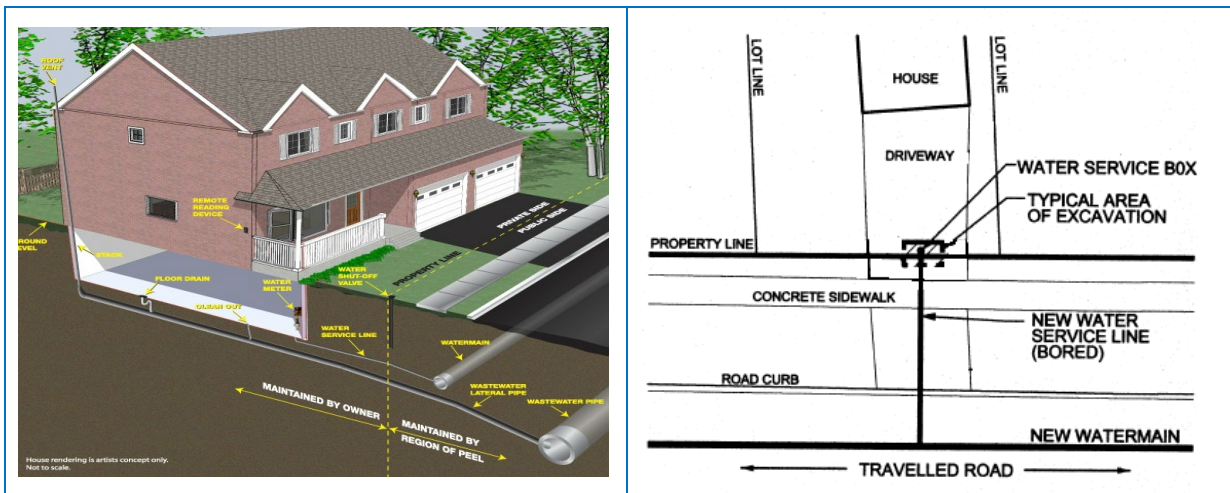 ROOF
VENT
REMOTE
READING
DEVICE
PRIVATE SIDE
PUBLIC SIDE
PROPERTY LINE
ROUND
EVEL
STACK
FLOOR DRAIN
WATER
METER
WATER
SHUT-OFF
VALVE
CLEAN OUT
WATER
SERVICE LINE
WATERMAIN
WASTEWATER
LATERAL PIPE
WASTEWATER PIPE
MAINTAINED BY OWNER
MAINTAINED BY
REGION OF PEEL
House rendering is artists concept only.
Not to scale.
LOT LINE
HOUSE
LOT LINE
DRIVEWAY
WATER SERVICE B0X
TYPICAL AREA
OF EXCAVATION
PROPERTY LINE
CONCRETE SIDEWALK
NEW WATER
SERVICE LINE
(BORED)
ROAD CURB
NEW WATERMAIN
TRAVELLED ROAD